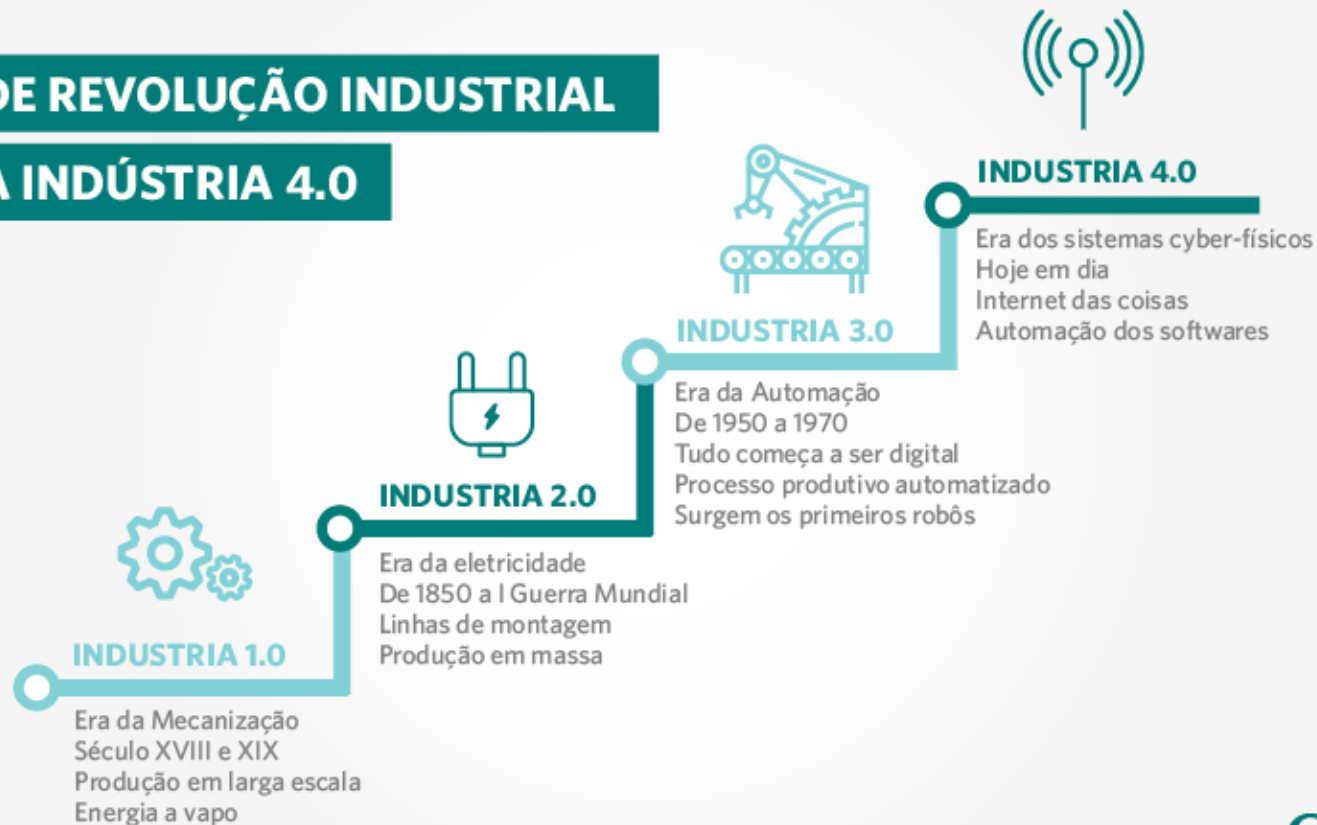 DE REVOLUÇÃO INDUSTRIAL
A INDÚSTRIA 4.0
INDUSTRIA 4.0
Era dos sistemas cyber-físicos
Hoje em dia
Internet das coisas
Automação dos softwares
INDUSTRIA 3.0
Era da Automação
De 1950 a 1970
Tudo começa a ser digital
Processo produtivo automatizado
Surgem os primeiros robôs
INDUSTRIA 2.0
Era da eletricidade
De 1850 a I Guerra Mundial
Linhas de montagem
Produção em massa
INDUSTRIA 1.0
Era da Mecanização
Século XVIII e XIX
Produção em larga escala
Energia a vapo